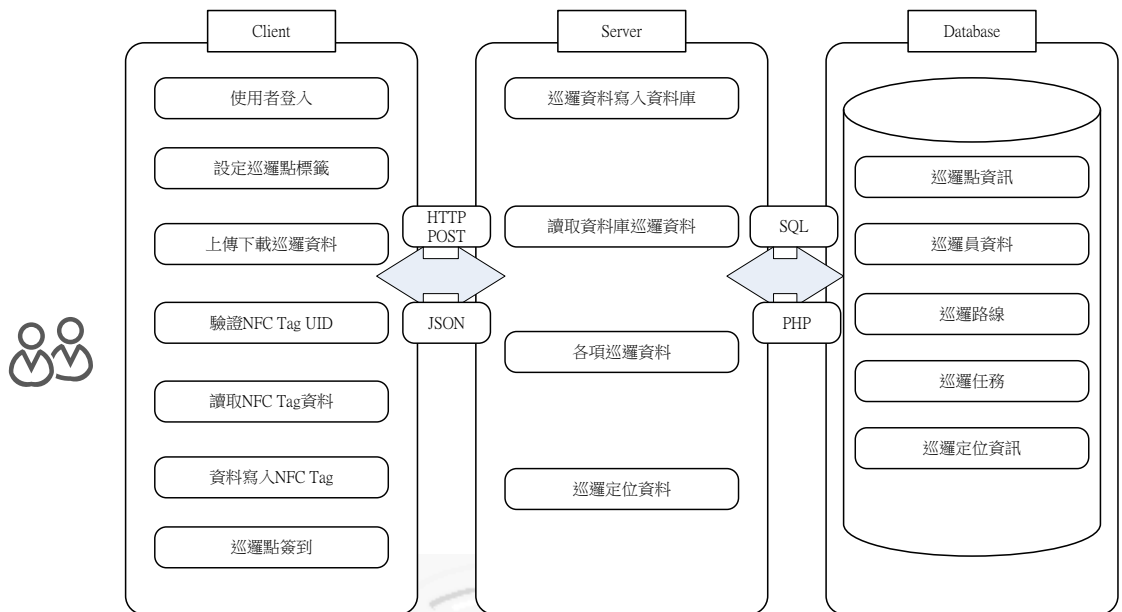 Client
使用者登入
設定巡邏點標籤
上傳下載巡邏資料
驗證NFC Tag UID
讀取NFC Tag資料
資料寫入NFC Tag
巡邏點簽到
HTTP
POST
JSON
Server
巡邏資料寫入資料庫
讀取資料庫巡邏資料
各項巡邏資料
巡邏定位資料
SQL
PHP
Database
巡邏點資訊
巡邏員資料
巡邏路線
巡邏任務
巡邏定位資訊